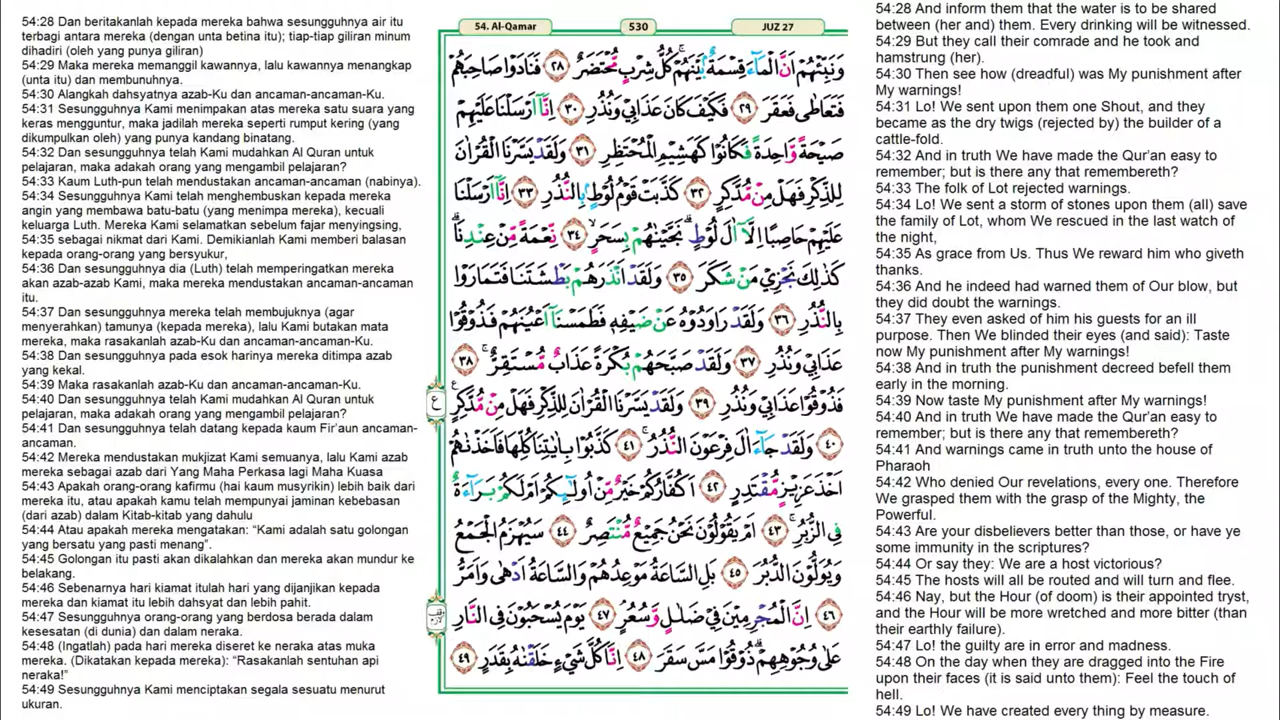 54:28 Dan beritakanlah kepada mereka bahwa sesungguhnya air itu
terbagi antara mereka (dengan unta betina itu); tiap-tiap giliran minum
dihadiri (oleh yang punya giliran)
54:29 Maka mereka memanggil kawannya, lalu kawannya menangkap
(unta itu) dan membunuhnya.
54:30 Alangkah dahsyatnya azab-Ku dan ancaman-ancaman-Ku.
54:31 Sesungguhnya Kami menimpakan atas mereka satu suara yang
keras mengguntur, maka jadilah mereka seperti rumput kering (yang
dikumpulkan oleh) yang punya kandang binatang.
54:32 Dan sesungguhnya telah Kami mudahkan Al Quran untuk
pelajaran, maka adakah orang yang mengambil pelajaran?
54:33 Kaum Luth-pun telah mendustakan ancaman-ancaman (nabinya).
54:34 Sesungguhnya Kami telah menghembuskan kepada mereka
angin yang membawa batu-batu (yang menimpa mereka), kecuali
keluarga Luth. Mereka Kami selamatkan sebelum fajar menyingsing,
54:35 sebagai nikmat dari Kami. Demikianlah Kami memberi balasan
kepada orang-orang yang bersyukur,
54:36 Dan sesungguhnya dia (Luth) telah memperingatkan mereka
akan azab-azab Kami, maka mereka mendustakan ancaman-ancaman
itu.
54:37 Dan sesungguhnya mereka telah membujuknya (agar
menyerahkan) tamunya (kepada mereka), lalu Kami butakan mata
mereka, maka rasakanlah azab-Ku dan ancaman-ancaman-Ku.
54:38 Dan sesungguhnya pada esok harinya mereka ditimpa azab
yang kekal.
54:39 Maka rasakanlah azab-Ku dan ancaman-ancaman-Ku.
54:40 Dan sesungguhnya telah Kami mudahkan Al Quran untuk
pelajaran, maka adakah orang yang mengambil pelajaran?
54:41 Dan sesungguhnya telah datang kepada kaum Fir'aun ancaman-
ancaman.
54:42 Mereka mendustakan mukjizat Kami semuanya, lalu Kami azab
mereka sebagai azab dari Yang Maha Perkasa lagi Maha Kuasa
54:43 Apakah orang-orang kafirmu (hai kaum musyrikin) lebih baik dari
mereka itu, atau apakah kamu telah mempunyai jaminan kebebasan
(dari azab) dalam Kitab-kitab yang dahulu
54:44 Atau apakah mereka mengatakan: “Kami adalah satu golongan
yang bersatu yang pasti menang”.
54:45 Golongan itu pasti akan dikalahkan dan mereka akan mundur ke
belakang.
54:46 Sebenarnya hari kiamat itulah hari yang dijanjikan kepada
mereka dan kiamat itu lebih dahsyat dan lebih pahit.
54:47 Sesungguhnya orang-orang yang berdosa berada dalam
kesesatan (di dunia) dan dalam neraka.
54:48 (Ingatlah) pada hari mereka diseret ke neraka atas muka
mereka. (Dikatakan kepada mereka): “Rasakanlah sentuhan api
neraka!”
54:49 Sesungguhnya Kami menciptakan segala sesuatu menurut
ukuran.
54. Al-Qamar
530
JUZ 27
وَنَبِّئْهُمْ اَنَّ الْمَاۤءَ قِسْمَةٌ ۢ بَيْنَهُمْۚ كُلُّ شِرْبٍ مُّحْتَضَرٌ ٢٨ فَنَادَوْا صَاحِبَهُمْ
فَتَعَاطٰى فَعَقَرَ ٢٩ فَكَيْفَ كَانَ عَذَابِيْ وَنُذُرِ ٣٠ اِنَّآ اَرْسَلْنَا عَلَيْهِمْ
صَيْحَةً وَّاحِدَةً فَكَانُوْا كَهَشِيْمِ الْمُحْتَظِرِ ٣١ وَلَقَدْ يَسَّرْنَا الْقُرْاٰنَ
لِلذِّكْرِ فَهَلْ مِنْ مُّدَّكِرٍ ٣٢ كَذَّبَتْ قَوْمُ لُوْطٍ ۢ بِالنُّذُرِ ٣٣ اِنَّآ اَرْسَلْنَا
عَلَيْهِمْ حَاصِبًا اِلَّآ اٰلَ لُوْطٍ ۗنَجَّيْنٰهُمْ بِسَحَرٍۙ ٣٤ نِّعْمَةً مِّنْ عِنْدِنَاۗ
كَذٰلِكَ نَجْزِيْ مَنْ شَكَرَ ٣٥ وَلَقَدْ اَنْذَرَهُمْ بَطْشَتَنَا فَتَمَارَوْا
بِالنُّذُرِ ٣٦ وَلَقَدْ رَاوَدُوْهُ عَنْ ضَيْفِهٖ فَطَمَسْنَآ اَعْيُنَهُمْ فَذُوْقُوْا
عَذَابِيْ وَنُذُرِ ٣٧ وَلَقَدْ صَبَّحَهُمْ بُكْرَةً عَذَابٌ مُّسْتَقِرٌّۚ ٣٨
فَذُوْقُوْا عَذَابِيْ وَنُذُرِ ٣٩ وَلَقَدْ يَسَّرْنَا الْقُرْاٰنَ لِلذِّكْرِ فَهَلْ مِنْ مُّدَّكِرٍ ࣖ
٤٠ وَلَقَدْ جَاۤءَ اٰلَ فِرْعَوْنَ النُّذُرُۚ ٤١ كَذَّبُوْا بِاٰيٰتِنَا كُلِّهَا فَاَخَذْنٰهُمْ
اَخْذَ عَزِيْزٍ مُّقْتَدِرٍ ٤٢ اَكُفَّارُكُمْ خَيْرٌ مِّنْ اُولٰۤىِٕكُمْ اَمْ لَكُمْ بَرَاۤءَةٌ
فِى الزُّبُرِۚ ٤٣ اَمْ يَقُوْلُوْنَ نَحْنُ جَمِيْعٌ مُّنْتَصِرٌ ٤٤ سَيُهْزَمُ الْجَمْعُ
وَيُوَلُّوْنَ الدُّبُرَ ٤٥ بَلِ السَّاعَةُ مَوْعِدُهُمْ وَالسَّاعَةُ اَدْهٰى وَاَمَرُّ
٤٦ اِنَّ الْمُجْرِمِيْنَ فِيْ ضَلٰلٍ وَّسُعُرٍۘ ٤٧ يَوْمَ يُسْحَبُوْنَ فِى النَّارِ
عَلٰى وُجُوْهِهِمْۗ ذُوْقُوْا مَسَّ سَقَرَ ٤٨ اِنَّا كُلَّ شَيْءٍ خَلَقْنٰهُ بِقَدَرٍ ٤٩
ع
54:28 And inform them that the water is to be shared
between (her and) them. Every drinking will be witnessed.
54:29 But they call their comrade and he took and
hamstrung (her).
54:30 Then see how (dreadful) was My punishment after
My warnings!
54:31 Lo! We sent upon them one Shout, and they
became as the dry twigs (rejected by) the builder of a
cattle-fold.
54:32 And in truth We have made the Qur'an easy to
remember; but is there any that remembereth?
54:33 The folk of Lot rejected warnings.
54:34 Lo! We sent a storm of stones upon them (all) save
the family of Lot, whom We rescued in the last watch of
the night,
54:35 As grace from Us. Thus We reward him who giveth
thanks.
54:36 And he indeed had warned them of Our blow, but
they did doubt the warnings.
54:37 They even asked of him his guests for an ill
purpose. Then We blinded their eyes (and said): Taste
now My punishment after My warnings!
54:38 And in truth the punishment decreed befell them
early in the morning.
54:39 Now taste My punishment after My warnings!
54:40 And in truth We have made the Qur'an easy to
remember; but is there any that remembereth?
54:41 And warnings came in truth unto the house of
Pharaoh
54:42 Who denied Our revelations, every one. Therefore
We grasped them with the grasp of the Mighty, the
Powerful.
54:43 Are your disbelievers better than those, or have ye
some immunity in the scriptures?
54:44 Or say they: We are a host victorious?
54:45 The hosts will all be routed and will turn and flee.
54:46 Nay, but the Hour (of doom) is their appointed tryst,
and the Hour will be more wretched and more bitter (than
their earthly failure).
54:47 Lo! the guilty are in error and madness.
54:48 On the day when they are dragged into the Fire
upon their faces (it is said unto them): Feel the touch of
hell.
54:49 Lo! We have created every thing by measure.